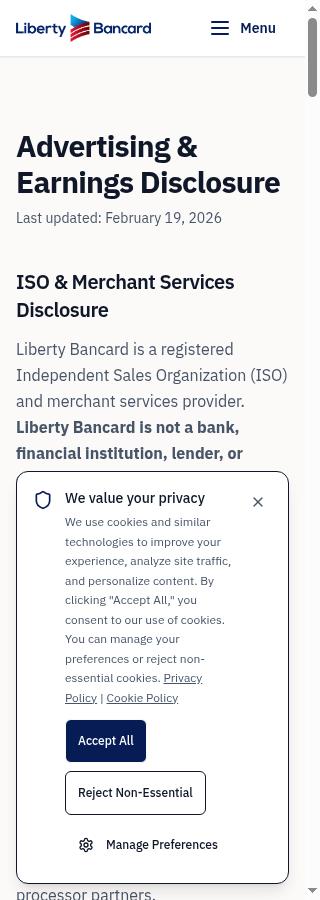 Liberty Bancard
Menu
Advertising &
Earnings Disclosure
Last updated: February 19, 2026
ISO & Merchant Services
Disclosure
Liberty Bancard is a registered
Independent Sales Organization (ISO)
and merchant services provider.
Liberty Bancard is not a bank,
financial institution, lender, or
We value your privacy
We use cookies and similar
technologies to improve your
experience, analyze site traffic,
and personalize content. By
clicking "Accept All," you
consent to our use of cookies.
You can manage your
preferences or reject non-
essential cookies. Privacy
Policy | Cookie Policy
Accept All
Reject Non-Essential
Manage Preferences
processor partners.